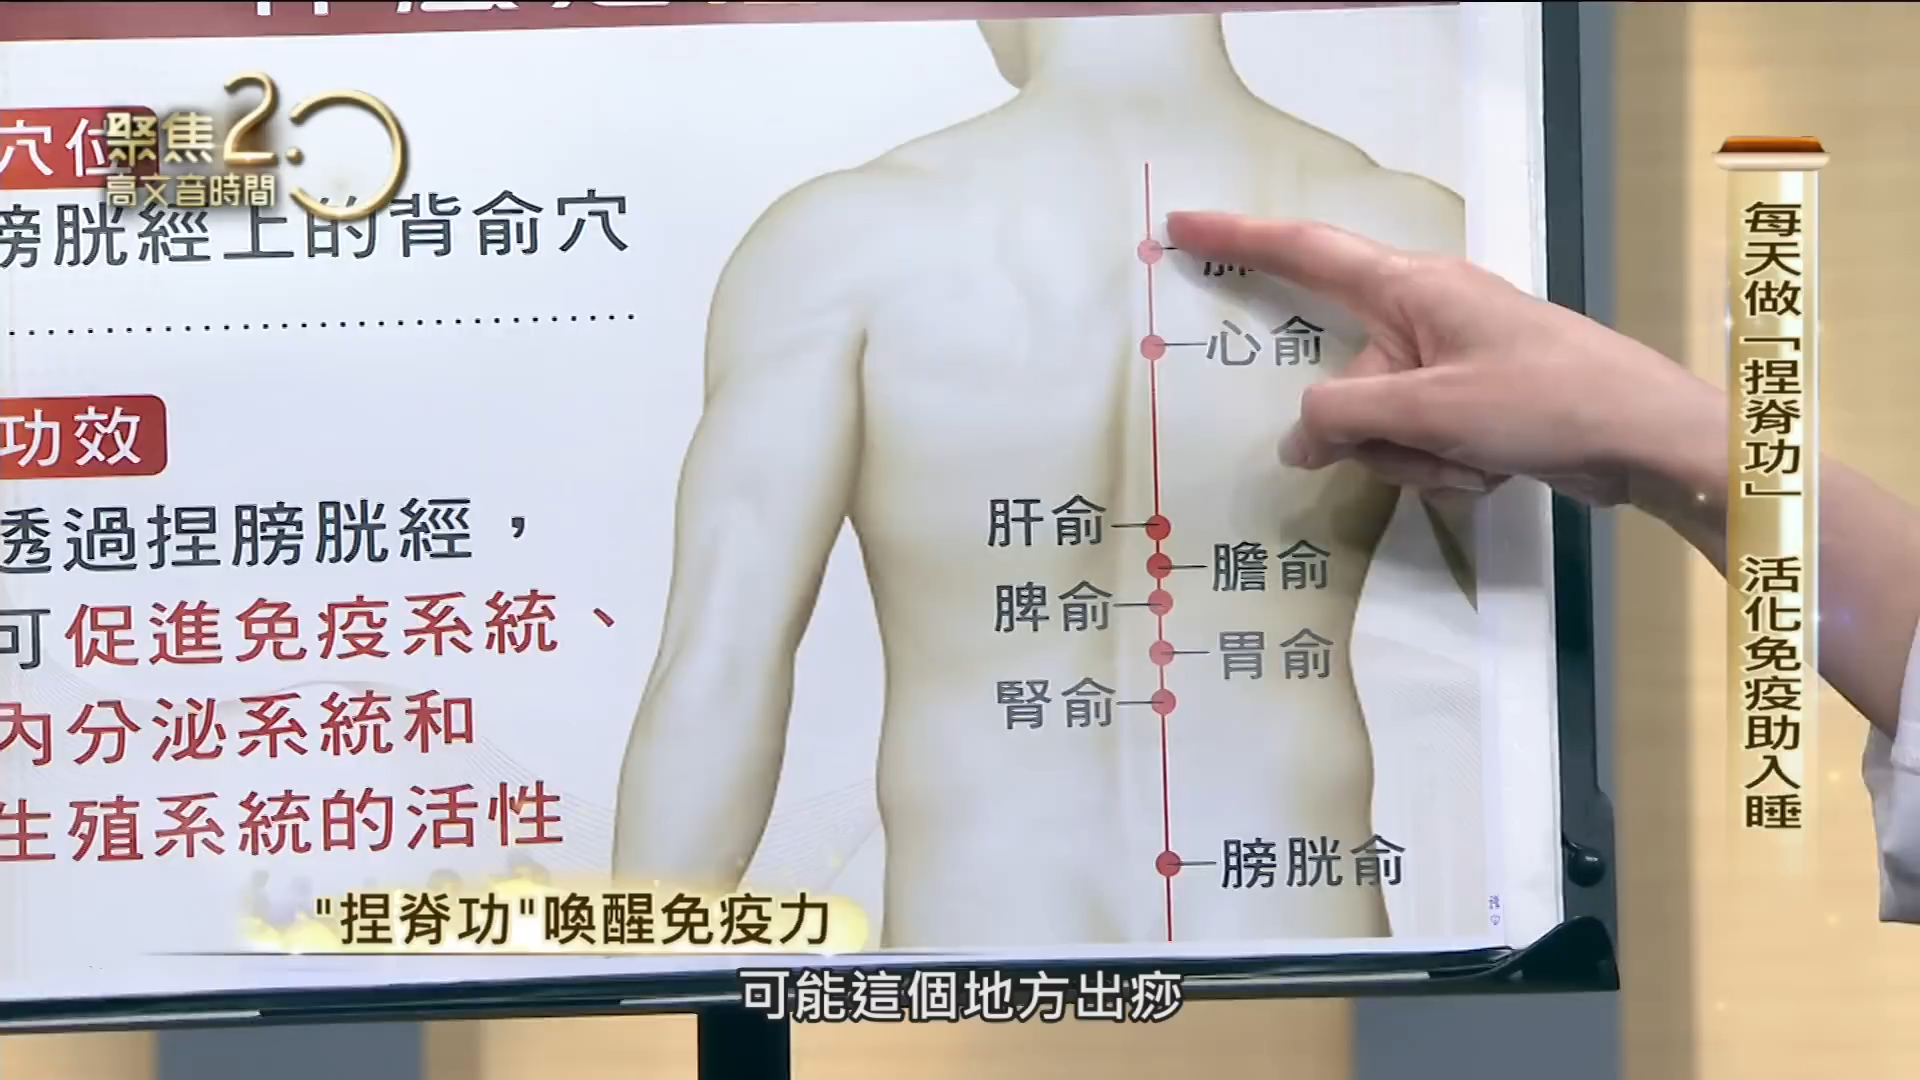 聚焦2.0
高文音時間
穴位
膀胱經上的背俞穴
功效
透過捏膀胱經，
可促進免疫系統、
內分泌系統和
生殖系統的活性
心俞
肝俞
膽俞
脾俞
胃俞
腎俞
膀胱俞
每天做「捏脊功」 活化免疫助入睡
"捏脊功"喚醒免疫力
可能這個地方出痧